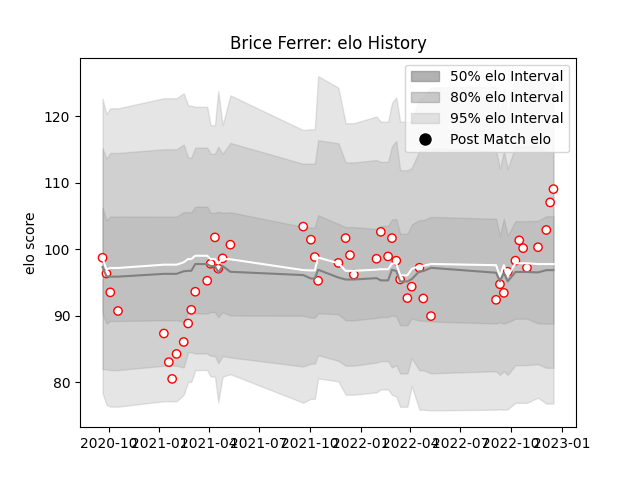 Brice Ferrer: elo History
50% elo Interval
80% elo Interval
95% elo Interval
Post Match elo
elo score
120
110
100
90
80
2020-10 2021-01 2021-04 2021-07 2021-10 2022-01 2022-04 2022-07 2022-10 2023-01